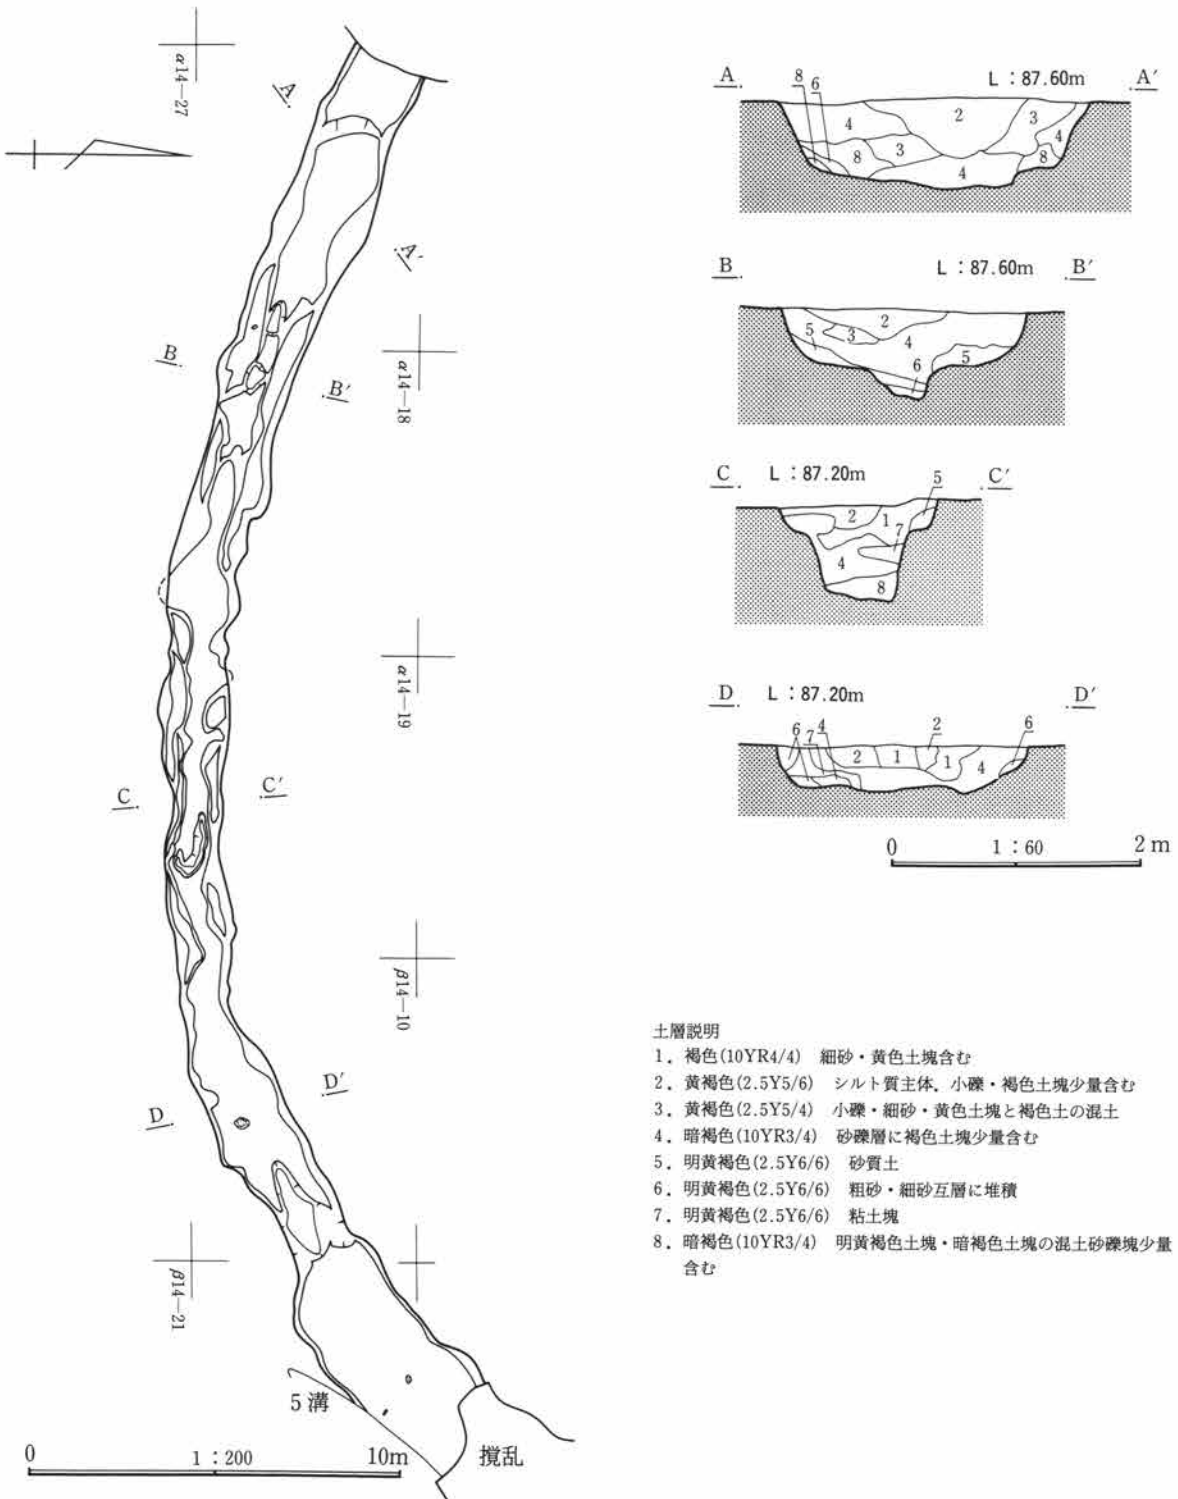 α14―27
A
A′
B
B′
α14―18
α14―19
C
C′
β14―10
D′
D
β14―21
5溝
撹乱
0 1：200 10m
A L：87.60m A′
8 6 4 2 3 4 8 3 8 4
B L：87.60m B′
2 5 3 4 5 6
C L：87.20m C′
5 2 1 7 4 8
D L：87.20m D′
6 7 4 2 6 2 1 1 4
0 1：60 2m
土層説明
1．褐色(10YR4/4)　細砂・黄色土塊含む
2．黄褐色(2.5Y5/6)　シルト質主体、小礫・褐色土塊少量含む
3．黄褐色(2.5Y5/4)　小礫・細砂・黄色土塊と褐色土の混土
4．暗褐色(10YR3/4)　砂礫層に褐色土塊少量含む
5．明黄褐色(2.5Y6/6)　砂質土
6．明黄褐色(2.5Y6/6)　粗砂・細砂互層に堆積
7．明黄褐色(2.5Y6/6)　粘土塊
8．暗褐色(10YR3/4)　明黄褐色土塊・暗褐色土塊の混土砂礫塊少量
含む